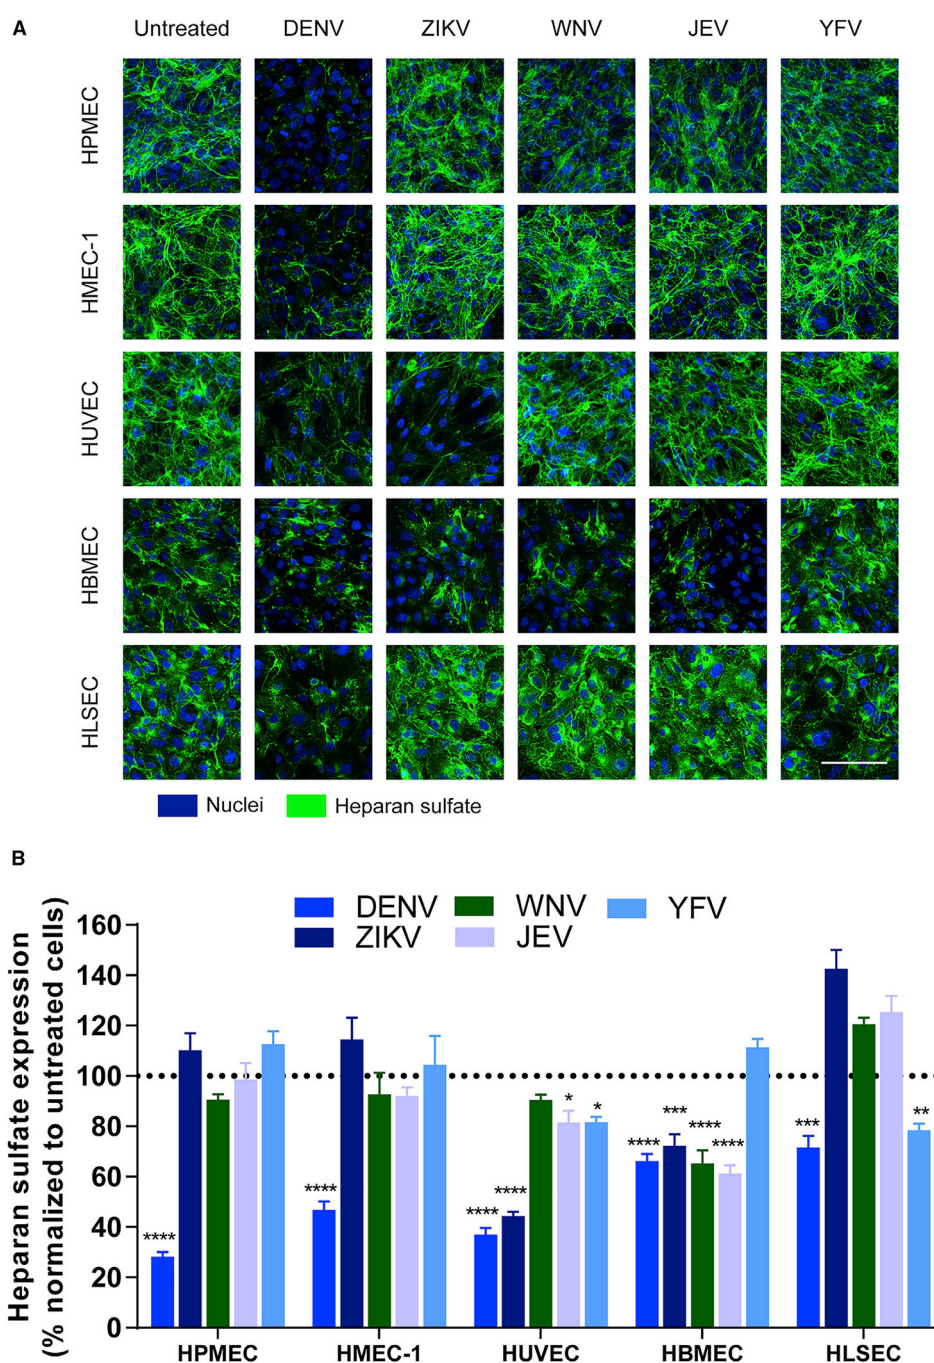 A
Untreated DENV ZIKV WNV JEV YFV
HPMEC
HMEC-1
HUVEC
HBMEC
HLSEC
Nuclei Heparan sulfate
B
Heparan sulfate expression
(% normalized to untreated cells)
DENV WNV YFV
ZIKV JEV
160
140
120
100
80
60
40
20
0
**** **** **** **** * * **** *** **** **** *** **
HPMEC HMEC-1 HUVEC HBMEC HLSEC